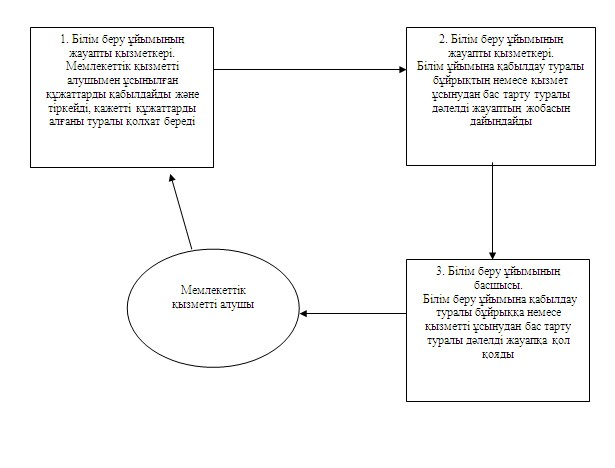 1. Білім беру ұйымының
жауапты қызметкері.
Мемлекеттік қызметті
алушымен ұсынылған
құжаттарды қабылдайды және
тіркейді, қажетті құжаттарды
алғаны туралы қолхат береді
2. Білім беру ұйымының
жауапты қызметкері.
Білім ұйымына қабылдау туралы
бұйрықтың немесе қызмет
ұсынудан бас тарту туралы
дәлелді жауаптың жобасын
дайындайды
3. Білім беру ұйымының
басшысы.
Білім беру ұйымына қабылдау
туралы бұйрыққа немесе
қызметті ұсынудан бас тарту
туралы дәлелді жауапқа қол
қояды
Мемлекеттік
қызметті алушы